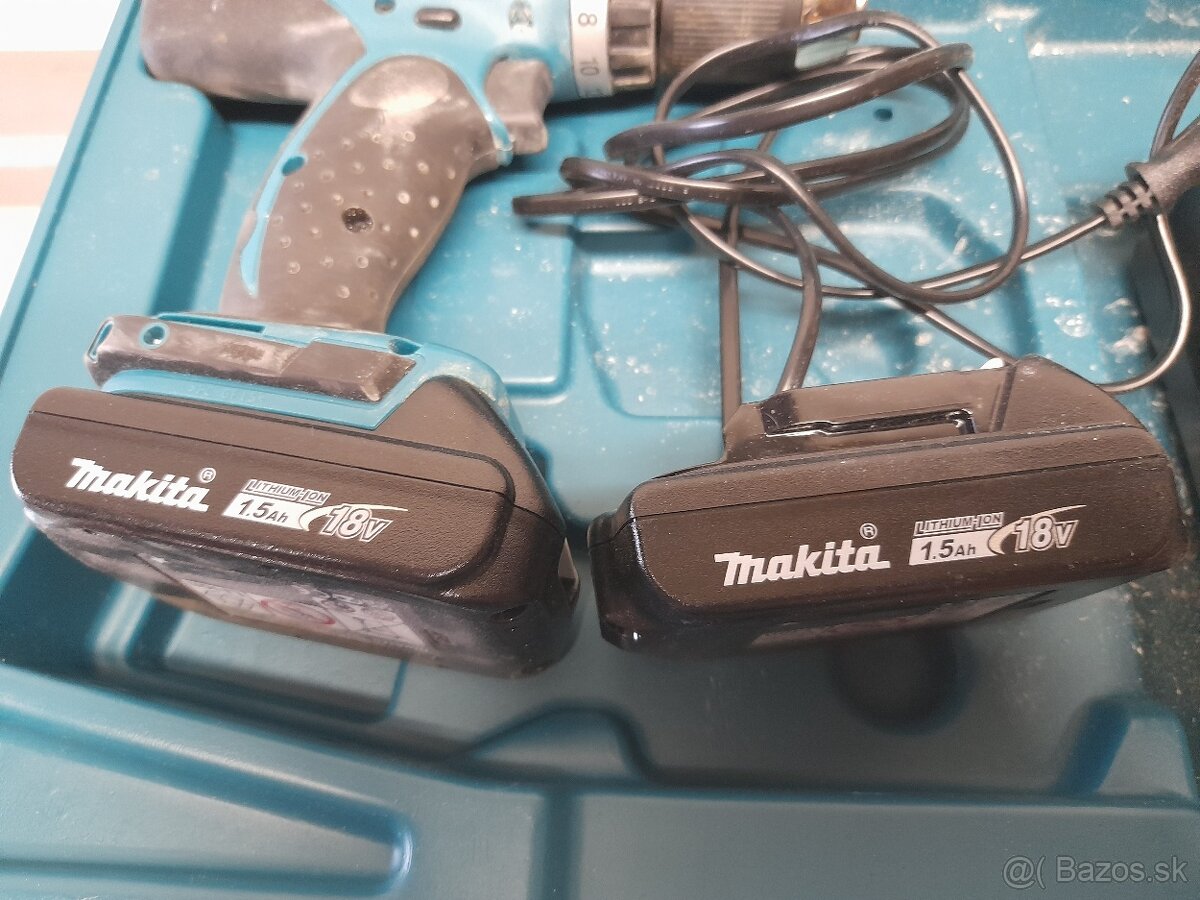 8
10
makita®
LITHIUM-ION
1.5Ah
18V
makita®
LITHIUM-ION
1.5Ah
18V
@( Bazos.sk